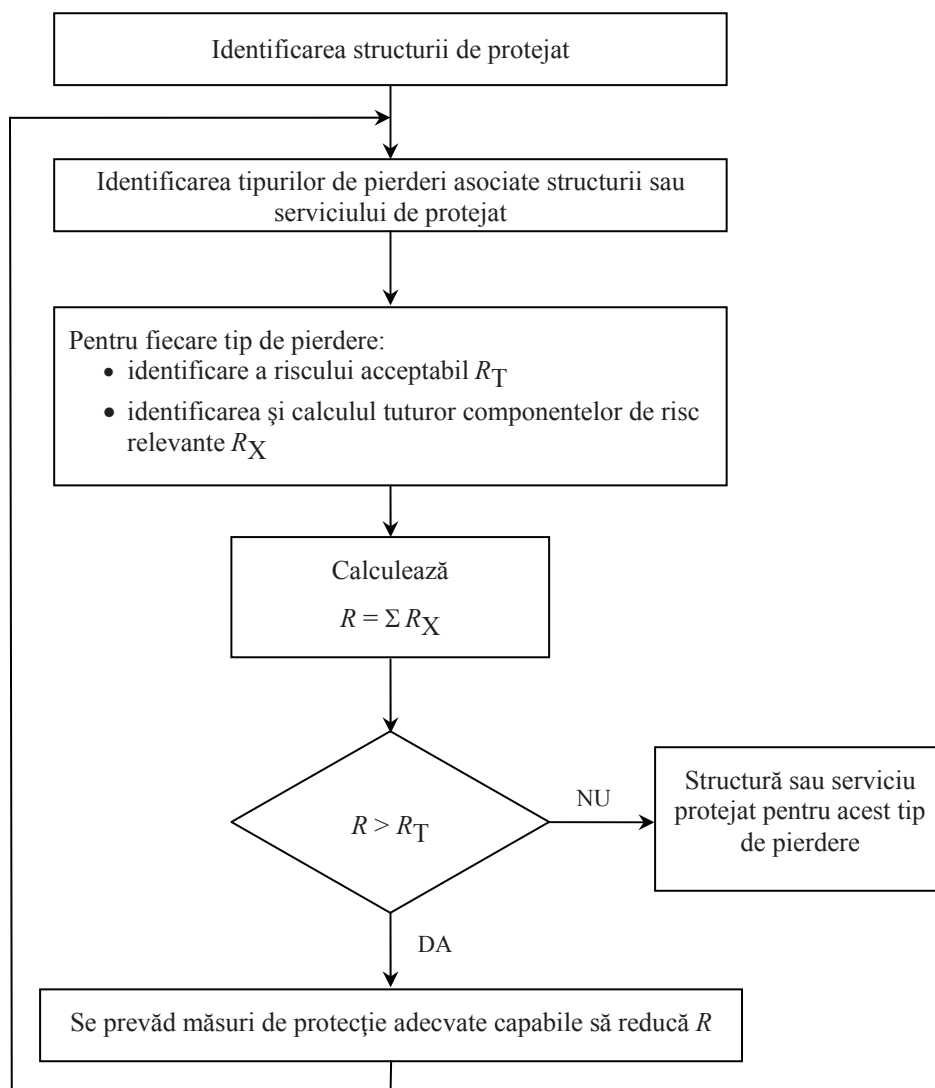 Identificarea structurii de protejat
Identificarea tipurilor de pierderi asociate structurii sau
serviciului de protejat
Pentru fiecare tip de pierdere:
• identificare a riscului acceptabil RT
• identificarea şi calculul tuturor componentelor de risc
relevante RX
Calculează
R = Σ RX
R > RT
NU
Structură sau serviciu
protejat pentru acest tip
de pierdere
DA
Se prevăd măsuri de protecţie adecvate capabile să reducă R